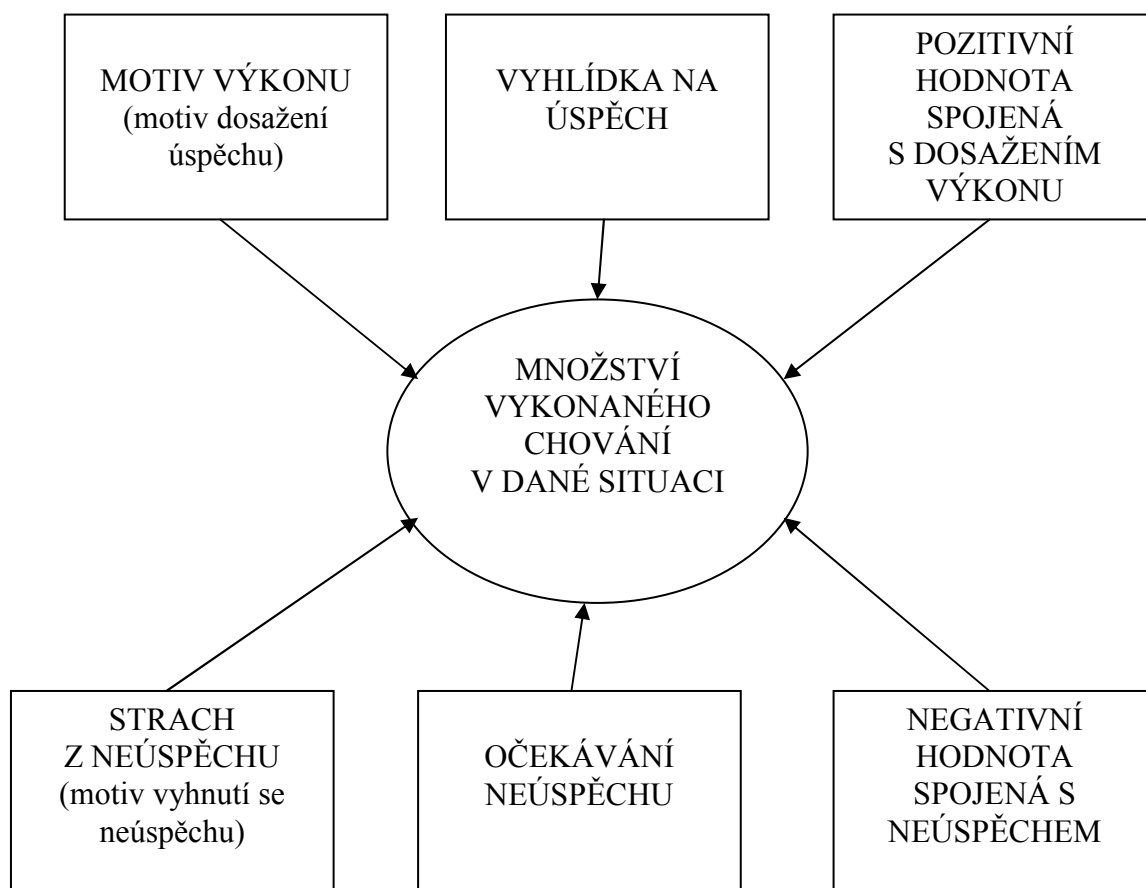 MOTIV VÝKONU
(motiv dosažení
úspěchu)
VYHLÍDKA NA
ÚSPĚCH
POZITIVNÍ
HODNOTA
SPOJENÁ
S DOSAŽENÍM
VÝKONU
MNOŽSTVÍ
VYKONANÉHO
CHOVÁNÍ
V DANÉ SITUACI
STRACH
Z NEÚSPĚCHU
(motiv vyhnutí se
neúspěchu)
OČEKÁVÁNÍ
NEÚSPĚCHU
NEGATIVNÍ
HODNOTA
SPOJENÁ S
NEÚSPĚCHEM